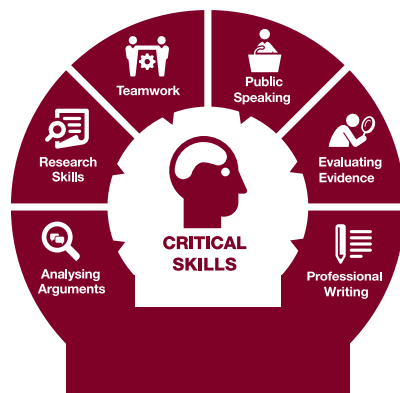 Teamwork
Public
Speaking
Research
Skills
Evaluating
Evidence
CRITICAL
SKILLS
Analysing
Arguments
Professional
Writing